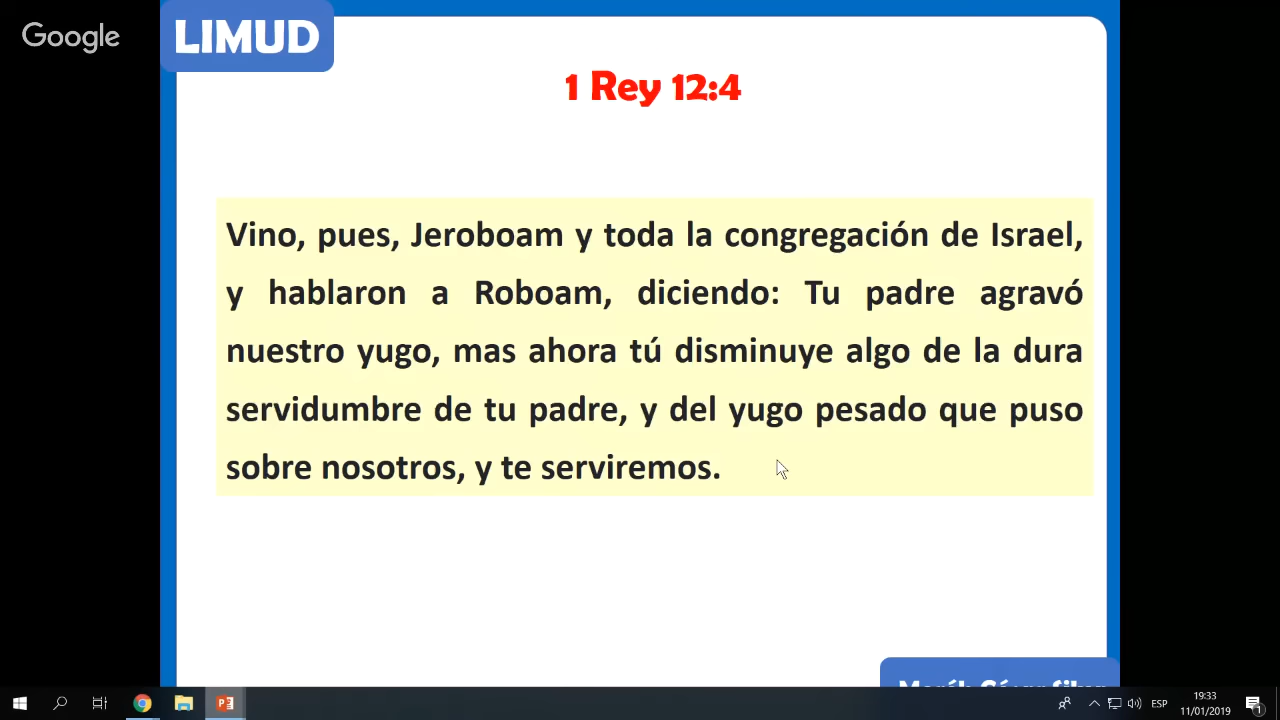 Google
LIMUD
1 Rey 12:4
Vino, pues, Jeroboam y toda la congregación de Israel,
y hablaron a Roboam, diciendo: Tu padre agravó
nuestro yugo, mas ahora tú disminuye algo de la dura
servidumbre de tu padre, y del yugo pesado que puso
sobre nosotros, y te serviremos.
ESP
19:33
11/01/2019
1